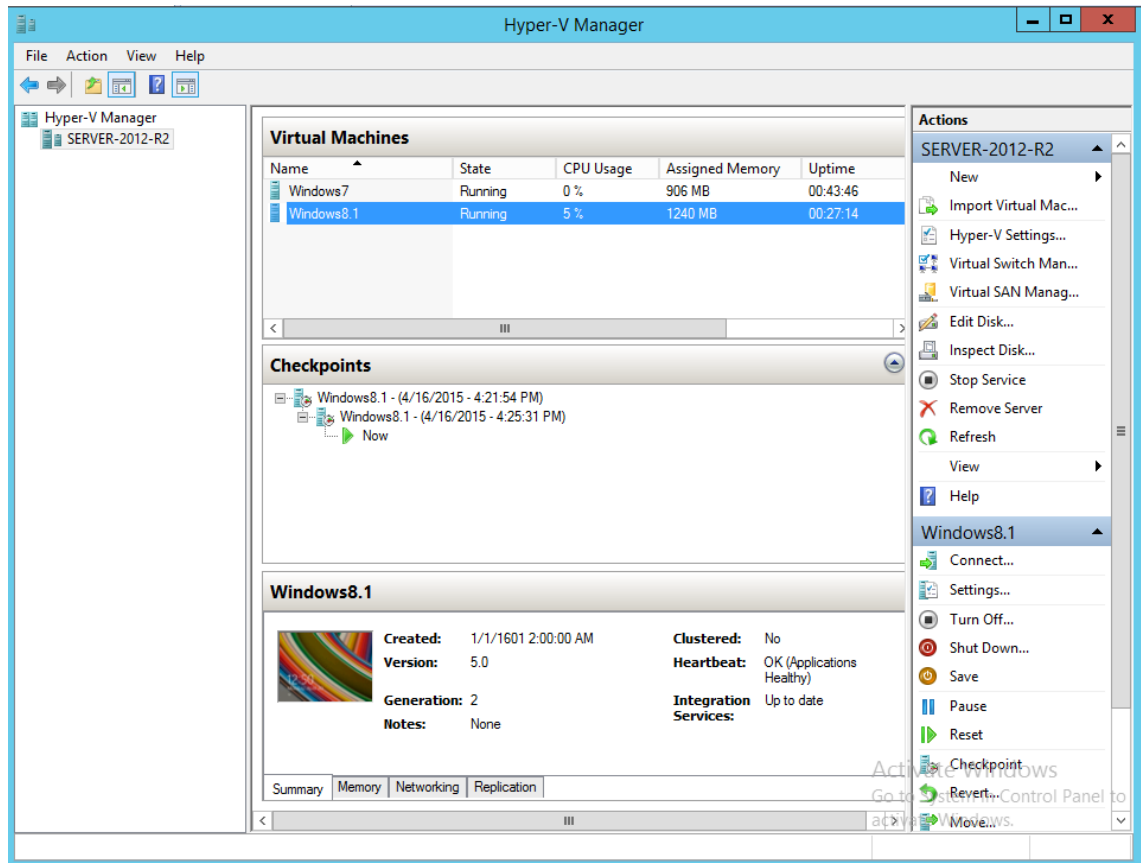 Hyper-V Manager
File Action View Help
Hyper-V Manager
SERVER-2012-R2
Virtual Machines
Name State CPU Usage Assigned Memory Uptime
Windows7 Running 0 % 906 MB 00:43:46
Windows8.1 Running 5 % 1240 MB 00:27:14
Checkpoints
Windows8.1 - (4/16/2015 - 4:21:54 PM)
Windows8.1 - (4/16/2015 - 4:25:31 PM)
Now
Windows8.1
12:50
Created: 1/1/1601 2:00:00 AM Clustered: No
Version: 5.0 Heartbeat: OK (Applications
Healthy)
Generation: 2 Integration Up to date
Services:
Notes: None
Summary Memory Networking Replication
Actions
SERVER-2012-R2
New
Import Virtual Mac...
Hyper-V Settings...
Virtual Switch Man...
Virtual SAN Manag...
Edit Disk...
Inspect Disk...
Stop Service
Remove Server
Refresh
View
Help
Windows8.1
Connect...
Settings...
Turn Off...
Shut Down...
Save
Pause
Reset
Checkpoint
Revert...
Move...
Activate Windows
Go to System in Control Panel to
activate Windows.